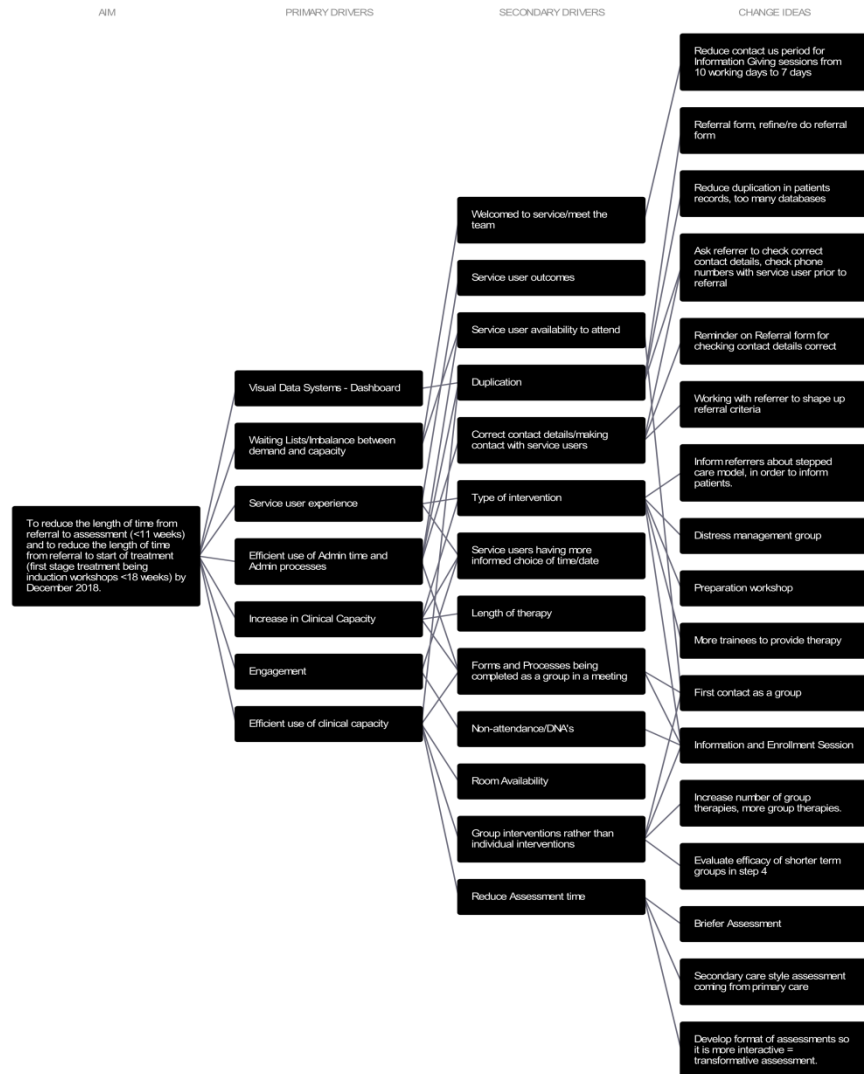 AIM
PRIMARY DRIVERS
SECONDARY DRIVERS
CHANGE IDEAS
To reduce the length of time from
referral to assessment (<11 weeks)
and to reduce the length of time
from referral to start of treatment
(first stage treatment being
induction workshops <18 weeks) by
December 2018.
Visual Data Systems - Dashboard
Waiting Lists/Imbalance between
demand and capacity
Service user experience
Efficient use of Admin time and
Admin processes
Increase in Clinical Capacity
Engagement
Efficient use of clinical capacity
Welcomed to service/meet the
team
Service user outcomes
Service user availability to attend
Duplication
Correct contact details/making
contact with service users
Type of intervention
Service users having more
informed choice of time/date
Length of therapy
Forms and Processes being
completed as a group in a meeting
Non-attendance/DNA's
Room Availability
Group interventions rather than
individual interventions
Reduce Assessment time
Reduce contact us period for
Information Giving sessions from
10 working days to 7 days
Referral form, refine/re do referral
form
Reduce duplication in patients
records, too many databases
Ask referrer to check correct
contact details, check phone
numbers with service user prior to
referral
Reminder on Referral form for
checking contact details correct
Working with referrer to shape up
referral criteria
Inform referrers about stepped
care model, in order to inform
patients.
Distress management group
Preparation workshop
More trainees to provide therapy
First contact as a group
Information and Enrollment Session
Increase number of group
therapies, more group therapies.
Evaluate efficacy of shorter term
groups in step 4
Briefer Assessment
Secondary care style assessment
coming from primary care
Develop format of assessments so
it is more interactive =
transformative assessment.